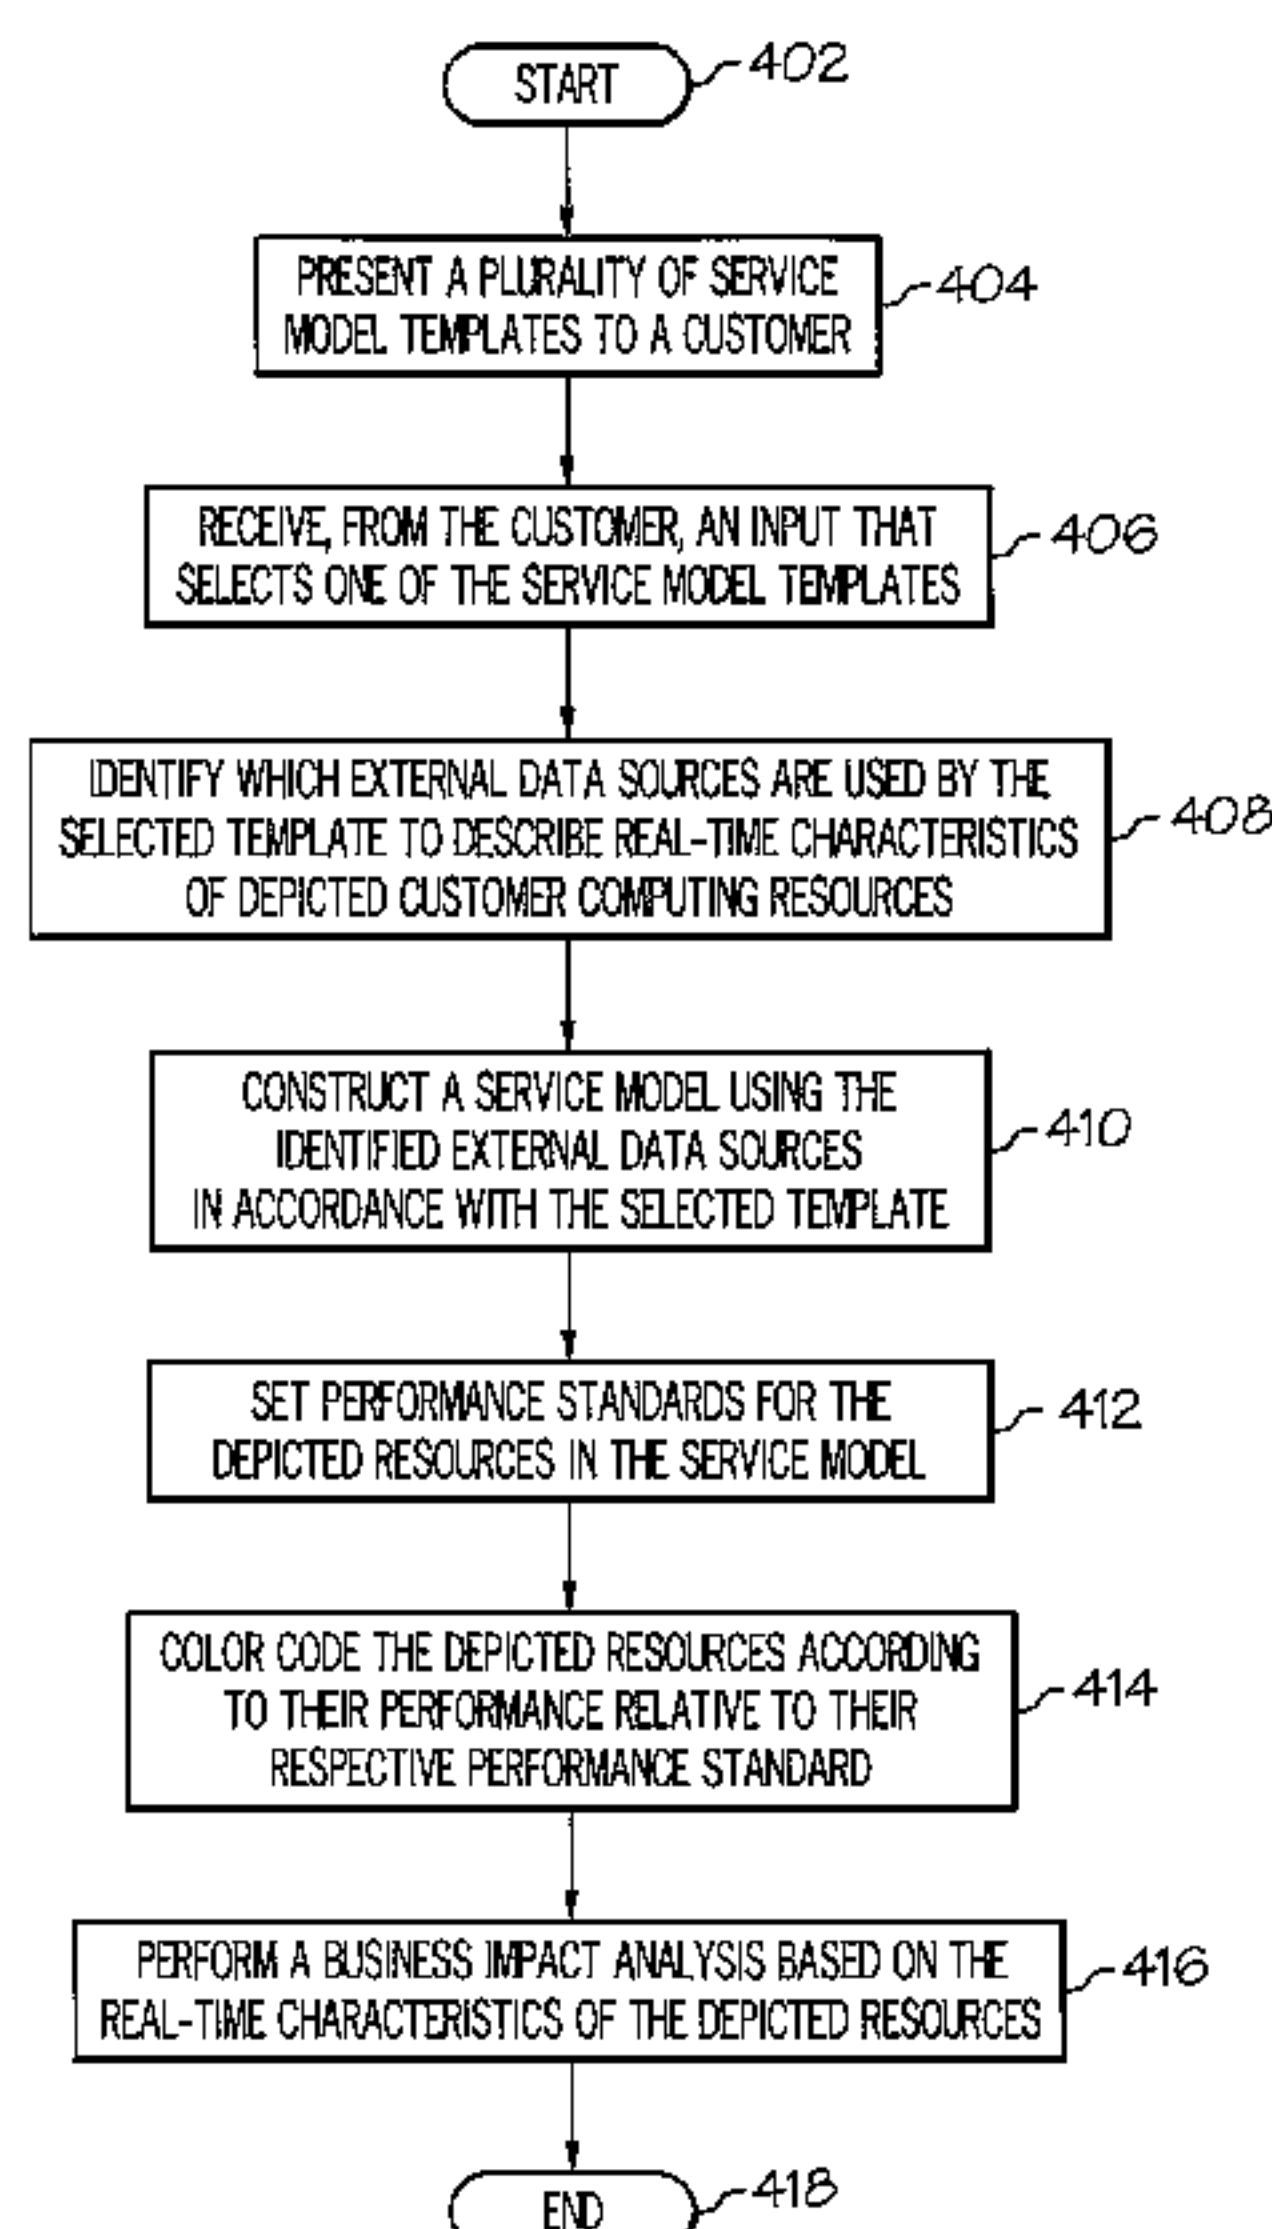 START
402
PRESENT A PLURALITY OF SERVICE
MODEL TEMPLATES TO A CUSTOMER
404
RECEIVE, FROM THE CUSTOMER, AN INPUT THAT
SELECTS ONE OF THE SERVICE MODEL TEMPLATES
406
IDENTIFY WHICH EXTERNAL DATA SOURCES ARE USED BY THE
SELECTED TEMPLATE TO DESCRIBE REAL-TIME CHARACTERISTICS
OF DEPICTED CUSTOMER COMPUTING RESOURCES
408
CONSTRUCT A SERVICE MODEL USING THE
IDENTIFIED EXTERNAL DATA SOURCES
IN ACCORDANCE WITH THE SELECTED TEMPLATE
410
SET PERFORMANCE STANDARDS FOR THE
DEPICTED RESOURCES IN THE SERVICE MODEL
412
COLOR CODE THE DEPICTED RESOURCES ACCORDING
TO THEIR PERFORMANCE RELATIVE TO THEIR
RESPECTIVE PERFORMANCE STANDARD
414
PERFORM A BUSINESS IMPACT ANALYSIS BASED ON THE
REAL-TIME CHARACTERISTICS OF THE DEPICTED RESOURCES
416
END
418